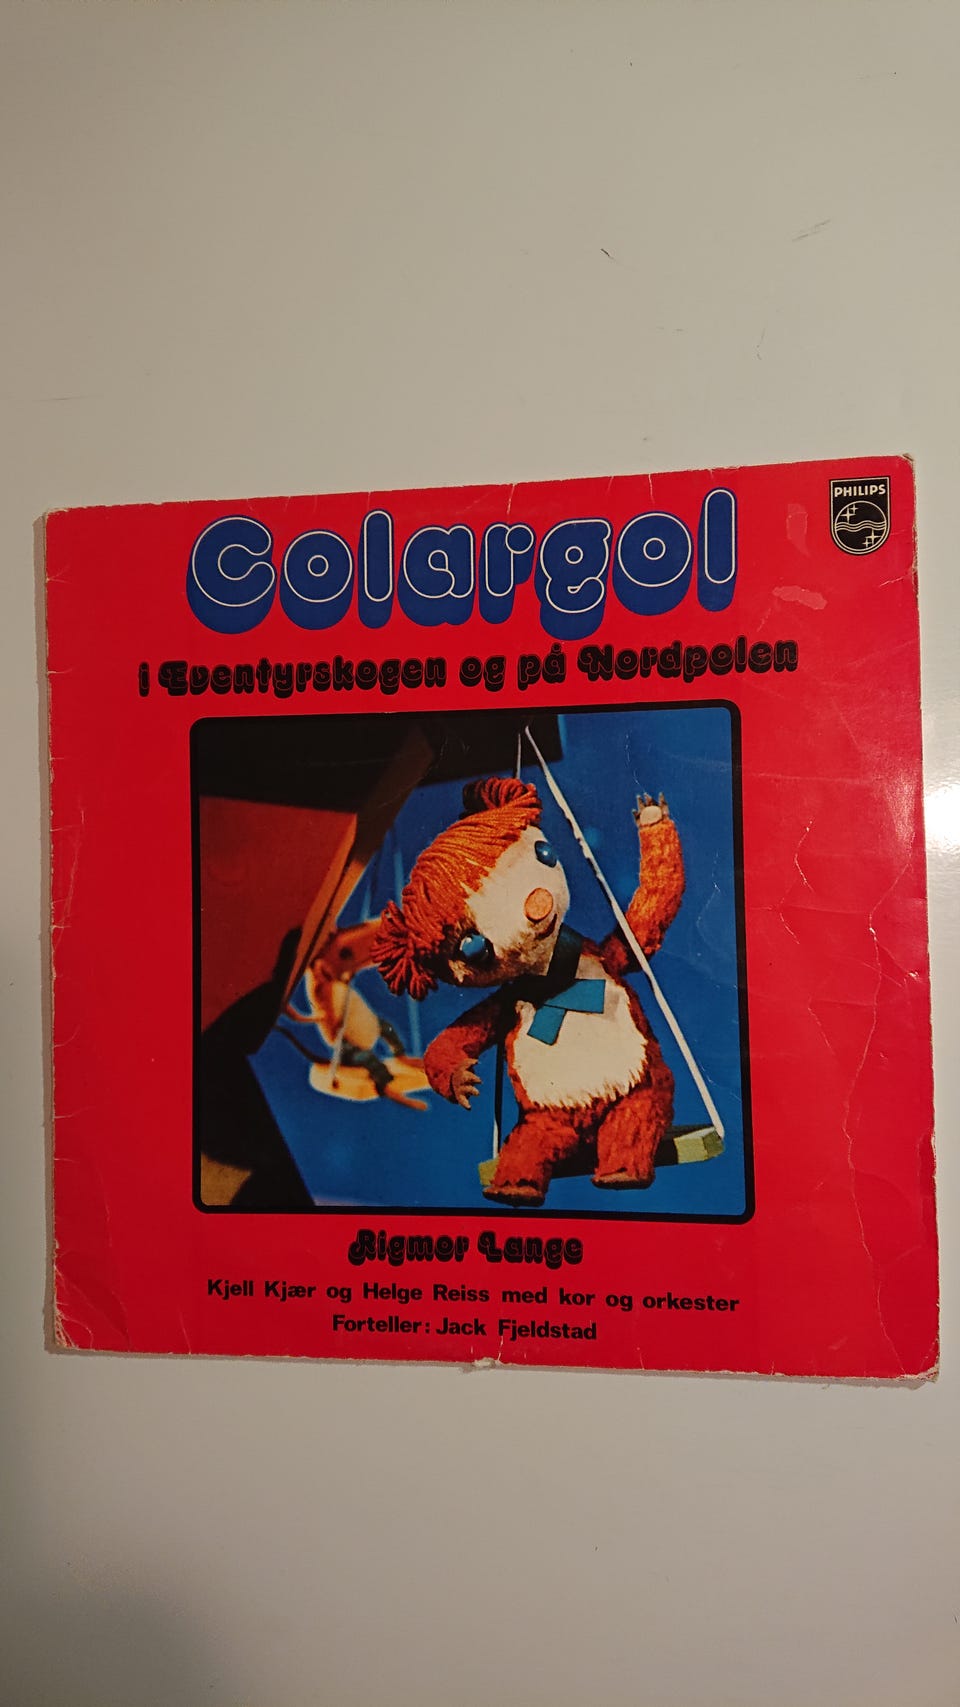 PHILIPS
Colargol
i Eventyrskogen og på Nordpolen
Rigmor Lange
Kjell Kjær og Helge Reiss med kor og orkester
Forteller: Jack Fjeldstad